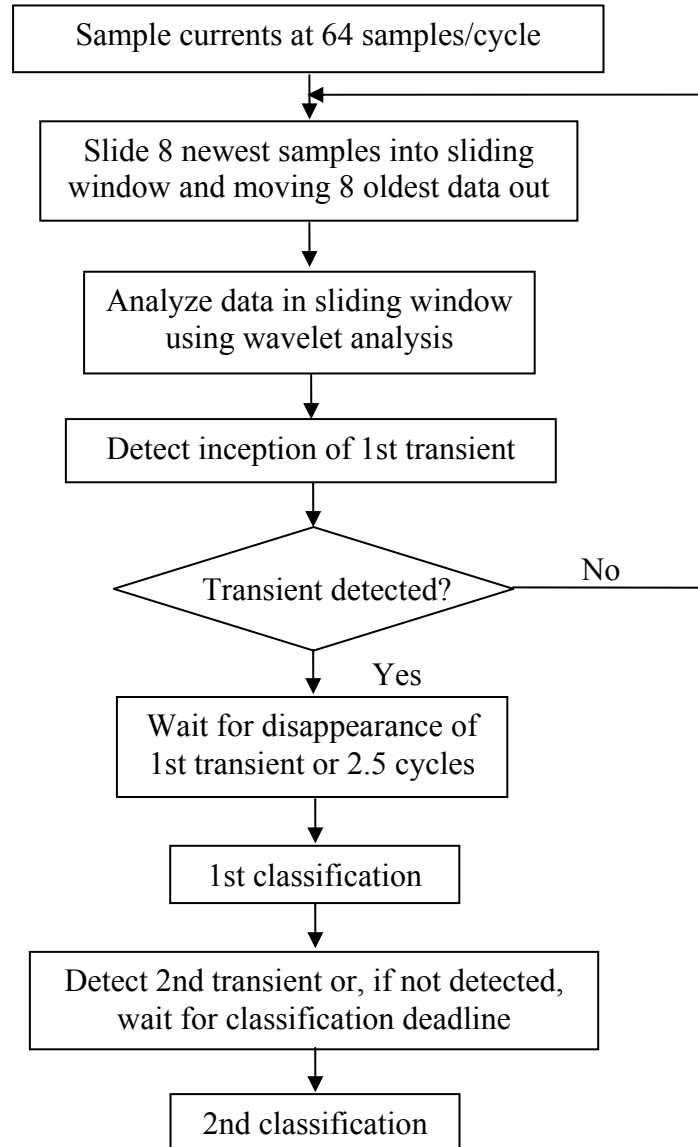 Sample currents at 64 samples/cycle
Slide 8 newest samples into sliding
window and moving 8 oldest data out
Analyze data in sliding window
using wavelet analysis
Detect inception of 1st transient
Transient detected?
No
Yes
Wait for disappearance of
1st transient or 2.5 cycles
1st classification
Detect 2nd transient or, if not detected,
wait for classification deadline
2nd classification